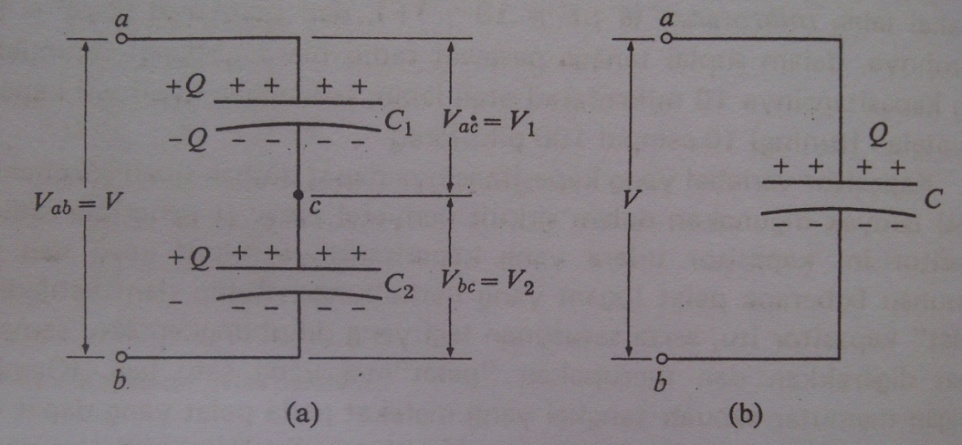 a
+Q + + + +
C₁
−Q − − − −
Vac = V₁
Vab = V
c
+Q + + + +
C₂
− − − − −
Vbc = V₂
b
(a)
a
Q
+ + + +
V
C
− − − −
b
(b)